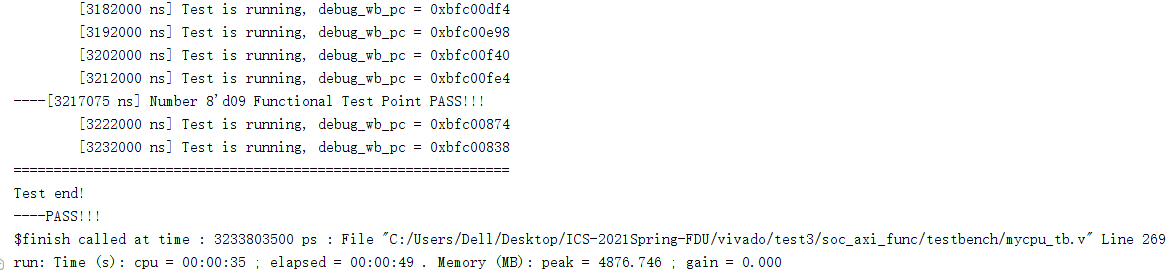 [3182000 ns] Test is running, debug_wb_pc = 0xbfc00df4
[3192000 ns] Test is running, debug_wb_pc = 0xbfc00e98
[3202000 ns] Test is running, debug_wb_pc = 0xbfc00f40
[3212000 ns] Test is running, debug_wb_pc = 0xbfc00fe4
----[3217075 ns] Number 8'd09 Functional Test Point PASS!!!
[3222000 ns] Test is running, debug_wb_pc = 0xbfc00874
[3232000 ns] Test is running, debug_wb_pc = 0xbfc00838
==============================================================
Test end!
----PASS!!!
$finish called at time : 3233803500 ps : File "C:/Users/Dell/Desktop/ICS-2021Spring-FDU/vivado/test3/soc_axi_func/testbench/mycpu_tb.v" Line 269
run: Time (s): cpu = 00:00:35 ; elapsed = 00:00:49 . Memory (MB): peak = 4876.746 ; gain = 0.000